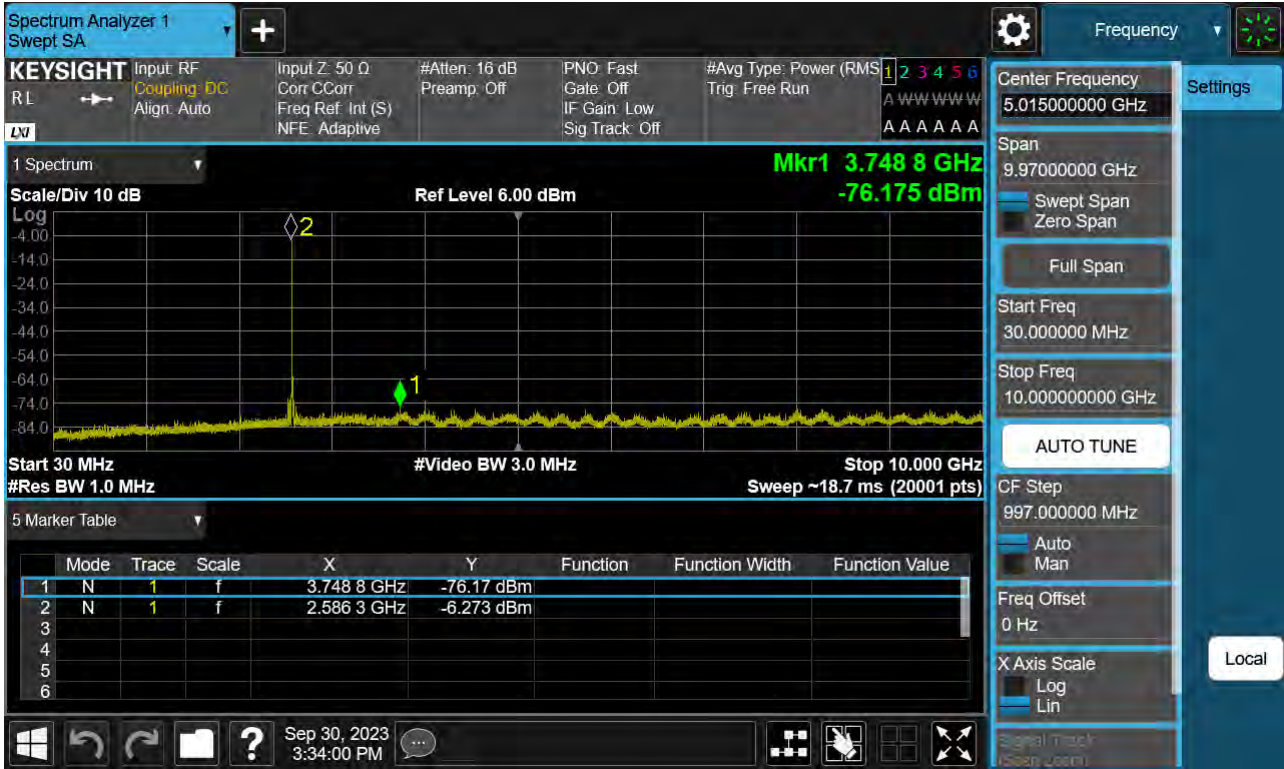 Spectrum Analyzer 1
Swept SA
Frequency
KEYSIGHT
RL
LXI
Input: RF
Coupling: DC
Align: Auto
Input Z: 50 Ω
Corr CCorr
Freq Ref: Int (S)
NFE: Adaptive
#Atten: 16 dB
Preamp: Off
PNO: Fast
Gate: Off
IF Gain: Low
Sig Track: Off
#Avg Type: Power (RMS
Trig: Free Run
1 2 3 4 5 6
A W W W W W
A A A A A A
1 Spectrum
Mkr1 3.748 8 GHz
-76.175 dBm
Scale/Div 10 dB
Ref Level 6.00 dBm
Log
-4.00
-14.0
-24.0
-34.0
-44.0
-54.0
-64.0
-74.0
-84.0
2
1
Start 30 MHz
#Video BW 3.0 MHz
Stop 10.000 GHz
#Res BW 1.0 MHz
Sweep ~18.7 ms (20001 pts)
5 Marker Table
Mode Trace Scale X Y Function Function Width Function Value
1 N 1 f 3.748 8 GHz -76.17 dBm
2 N 1 f 2.586 3 GHz -6.273 dBm
3
4
5
6
Center Frequency
5.015000000 GHz
Settings
Span
9.97000000 GHz
Swept Span
Zero Span
Full Span
Start Freq
30.000000 MHz
Stop Freq
10.000000000 GHz
AUTO TUNE
CF Step
997.000000 MHz
Auto
Man
Freq Offset
0 Hz
X Axis Scale
Log
Lin
Local
Signal Track
(Span Zoom)
?
Sep 30, 2023
3:34:00 PM